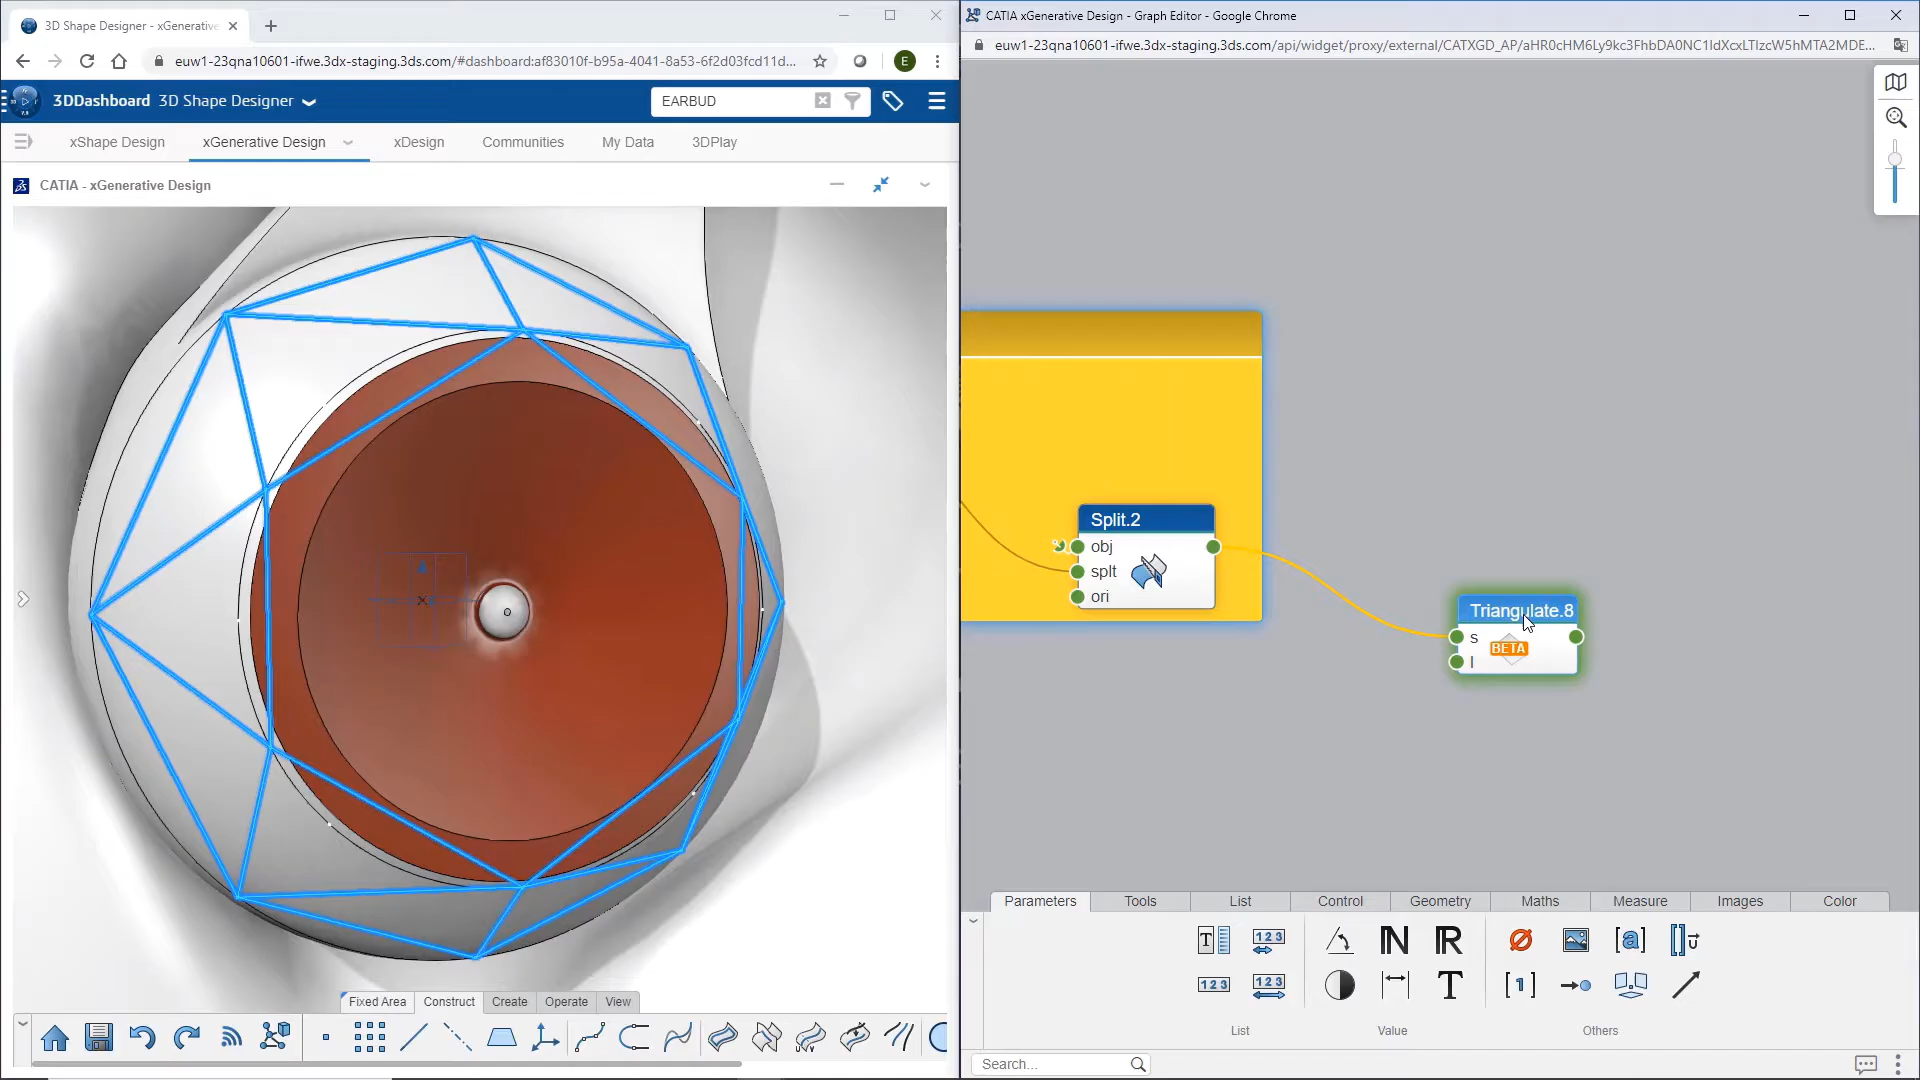 3D Shape Designer - xGenerative
euw1-23qna10601-ifwe.3dx-staging.3ds.com/#dashboard:af83010f-b95a-4041-8a53-6f2d03fcd11d...
E
3DDashboard 3D Shape Designer
EARBUD
xShape Design
xGenerative Design
xDesign
Communities
My Data
3DPlay
CATIA - xGenerative Design
Fixed Area
Construct
Create
Operate
View
CATIA xGenerative Design - Graph Editor - Google Chrome
euw1-23qna10601-ifwe.3dx-staging.3ds.com/api/widget/proxy/external/CATXGD_AP/aHR0cHM6Ly9kc3FhbDA0NC1ldXcxLTIzcW5hMTA2MDE...
Split.2
obj
splt
ori
Triangulate.8
s
BETA
l
Parameters
Tools
List
Control
Geometry
Maths
Measure
Images
Color
List
Value
Others
Search...